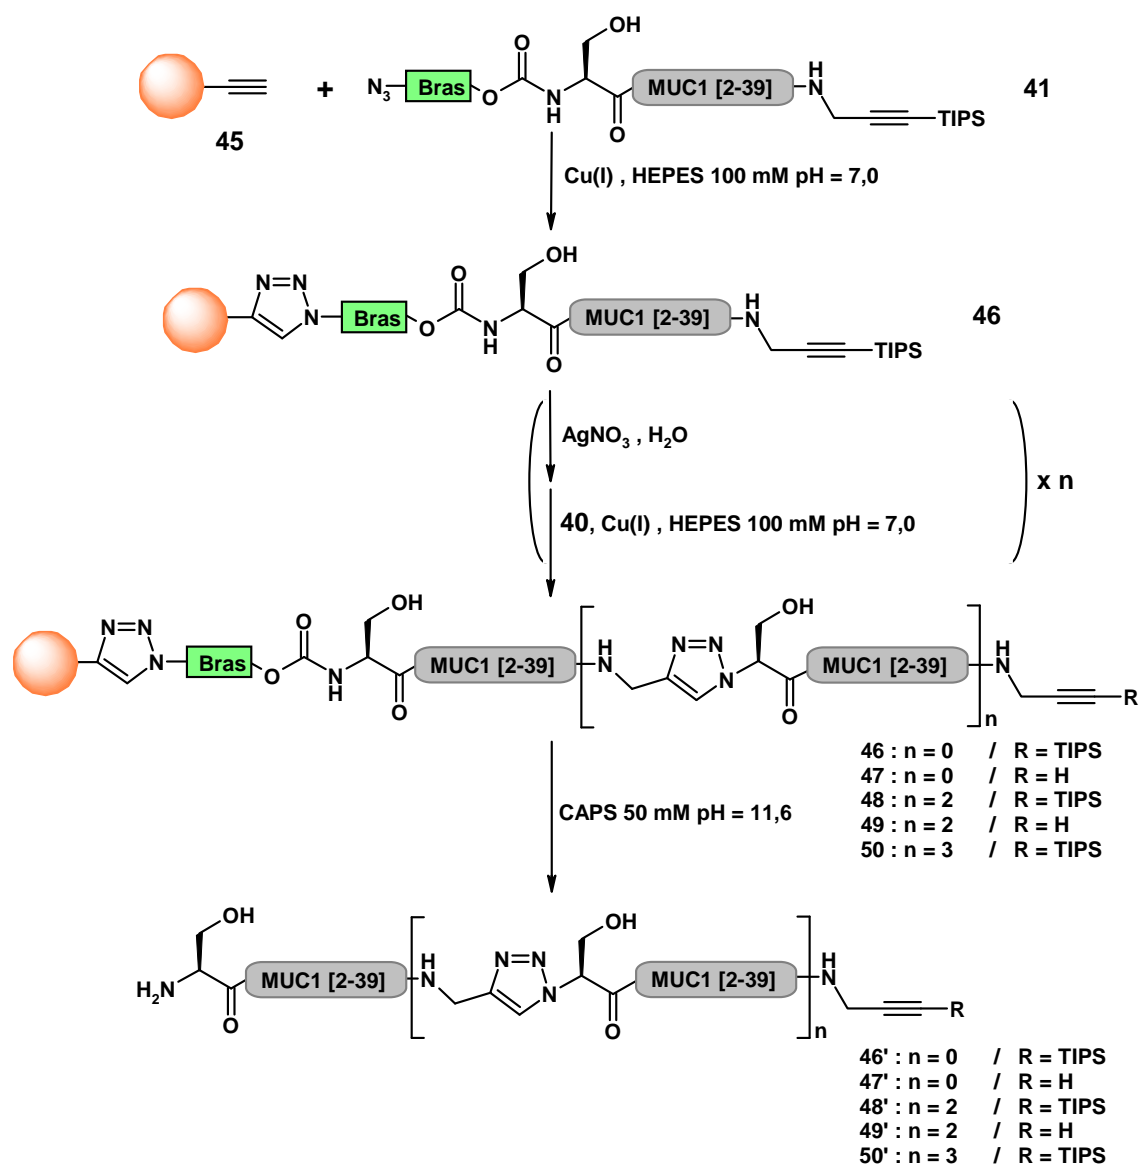 OH
N3 Bras O O N H O MUC1 [2-39] H N TIPS
45 + 41
Cu(I) , HEPES 100 mM pH = 7,0
OH
N=N N Bras O O N H O MUC1 [2-39] H N TIPS
46
AgNO3 , H2O
x n
40, Cu(I) , HEPES 100 mM pH = 7,0
OH OH
N=N N Bras O O N H O MUC1 [2-39] H N N=N N O MUC1 [2-39] n H N R
46 : n = 0 / R = TIPS
47 : n = 0 / R = H
48 : n = 2 / R = TIPS
49 : n = 2 / R = H
50 : n = 3 / R = TIPS
CAPS 50 mM pH = 11,6
OH OH
H2N O MUC1 [2-39] H N N=N N O MUC1 [2-39] n H N R
46' : n = 0 / R = TIPS
47' : n = 0 / R = H
48' : n = 2 / R = TIPS
49' : n = 2 / R = H
50' : n = 3 / R = TIPS